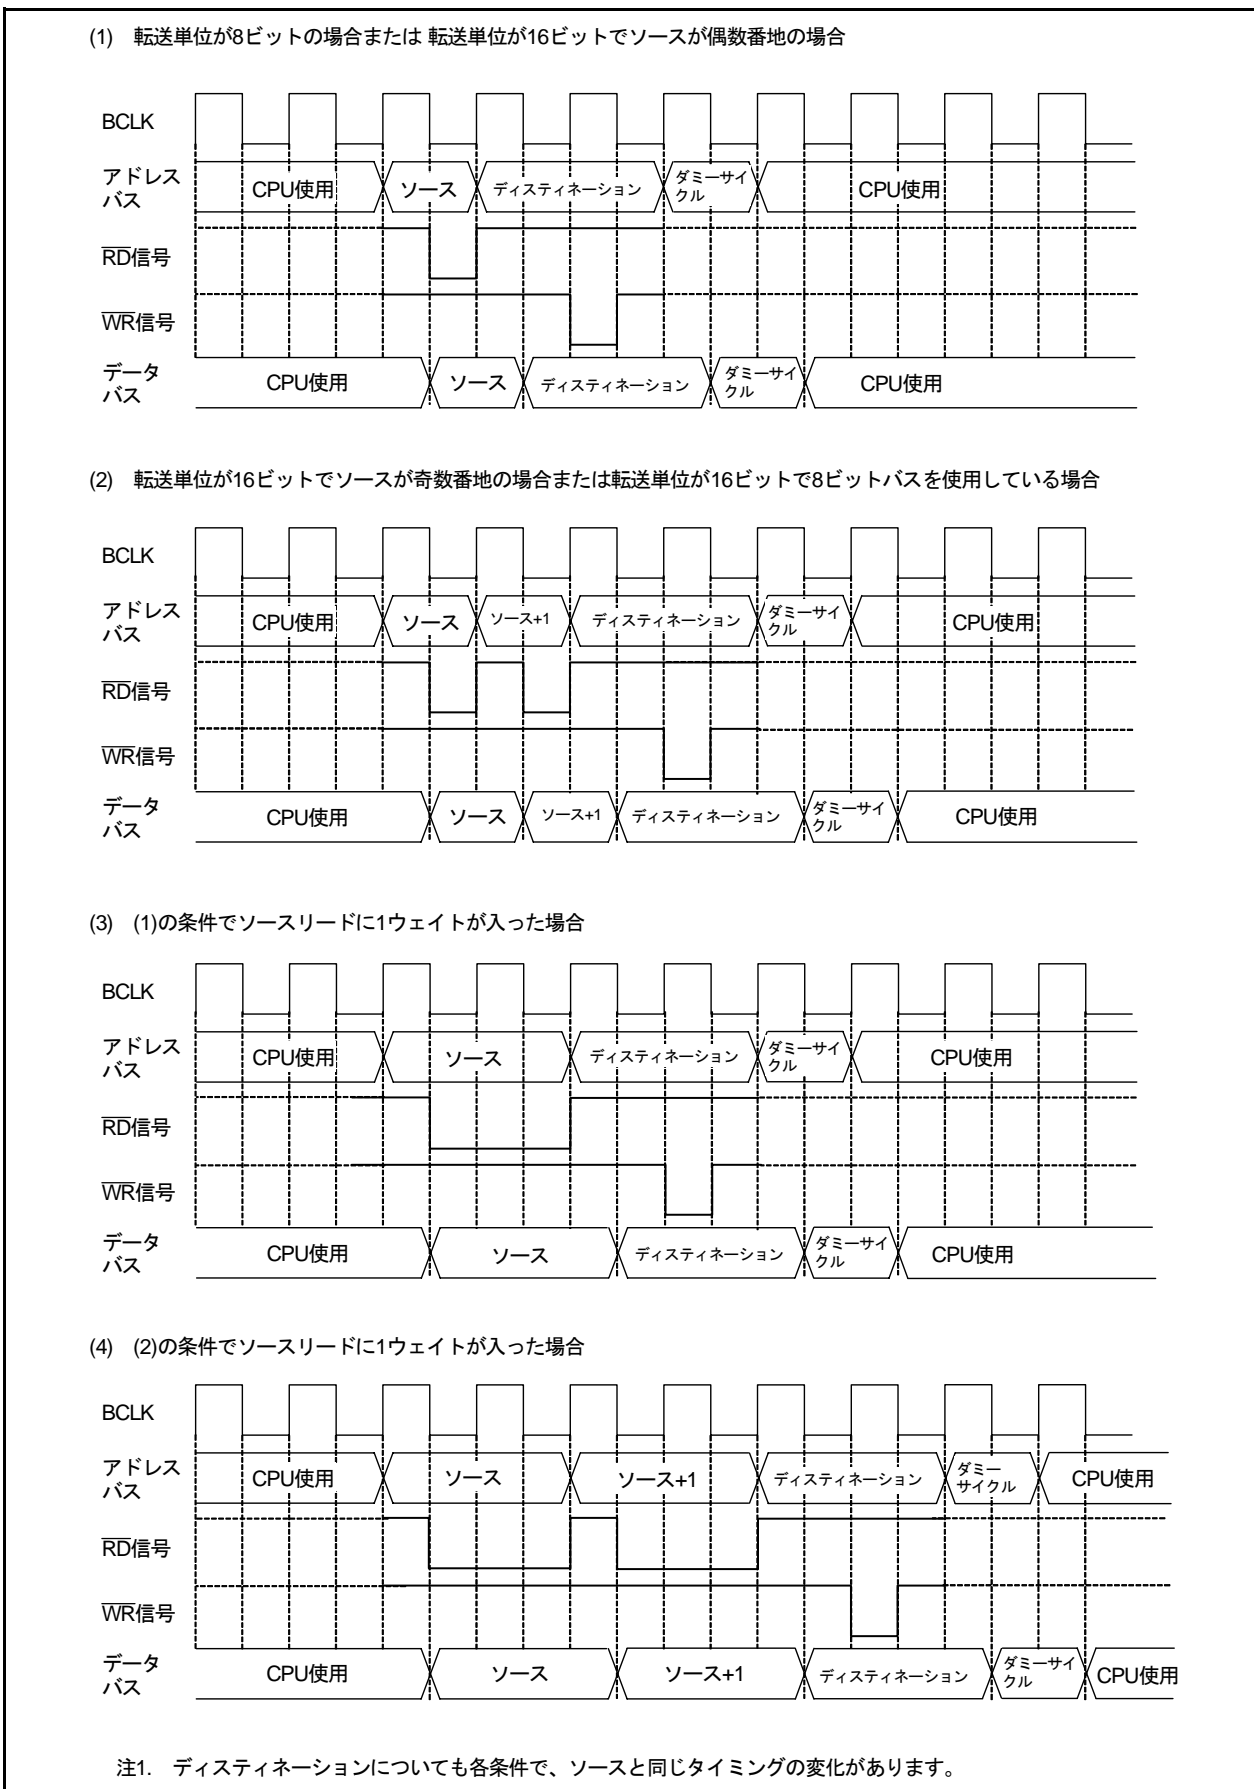 (1) 転送単位が8ビットの場合または 転送単位が16ビットでソースが偶数番地の場合
BCLK
アドレス
バス
CPU使用
ソース
ディスティネーション
ダミーサイ
クル
CPU使用
RD信号
WR信号
データ
バス
CPU使用
ソース
ディスティネーション
ダミーサイ
クル
CPU使用
(2) 転送単位が16ビットでソースが奇数番地の場合または転送単位が16ビットで8ビットバスを使用している場合
BCLK
アドレス
バス
CPU使用
ソース
ソース+1
ディスティネーション
ダミーサイ
クル
CPU使用
RD信号
WR信号
データ
バス
CPU使用
ソース
ソース+1
ディスティネーション
ダミーサイ
クル
CPU使用
(3) (1)の条件でソースリードに1ウェイトが入った場合
BCLK
アドレス
バス
CPU使用
ソース
ディスティネーション
ダミーサイ
クル
CPU使用
RD信号
WR信号
データ
バス
CPU使用
ソース
ディスティネーション
ダミーサイ
クル
CPU使用
(4) (2)の条件でソースリードに1ウェイトが入った場合
BCLK
アドレス
バス
CPU使用
ソース
ソース+1
ディスティネーション
ダミー
サイクル
CPU使用
RD信号
WR信号
データ
バス
CPU使用
ソース
ソース+1
ディスティネーション
ダミーサイ
クル
CPU使用
注1. ディスティネーションについても各条件で、ソースと同じタイミングの変化があります。